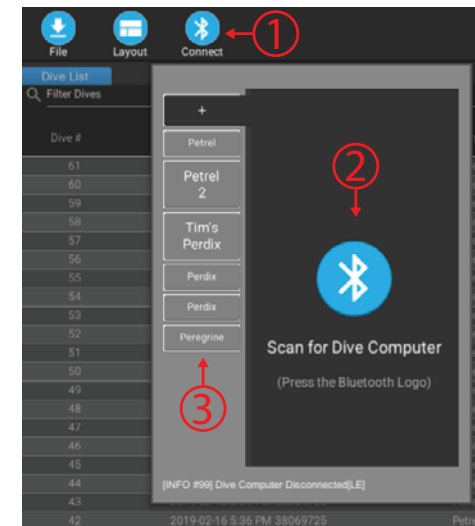 File
Layout
Connect
1
Dive List
Filter Dives
Dive #
+
Petrel
Petrel
2
Tim's
Perdix
Perdix
Perdix
Peregrine
2
Scan for Dive Computer
(Press the Bluetooth Logo)
3
[INFO #99] Dive Computer Disconnected[LE]
61
60
59
58
57
56
55
54
53
52
51
50
49
48
47
46
45
44
43
42 2019-02-16 5:36 PM 38069725